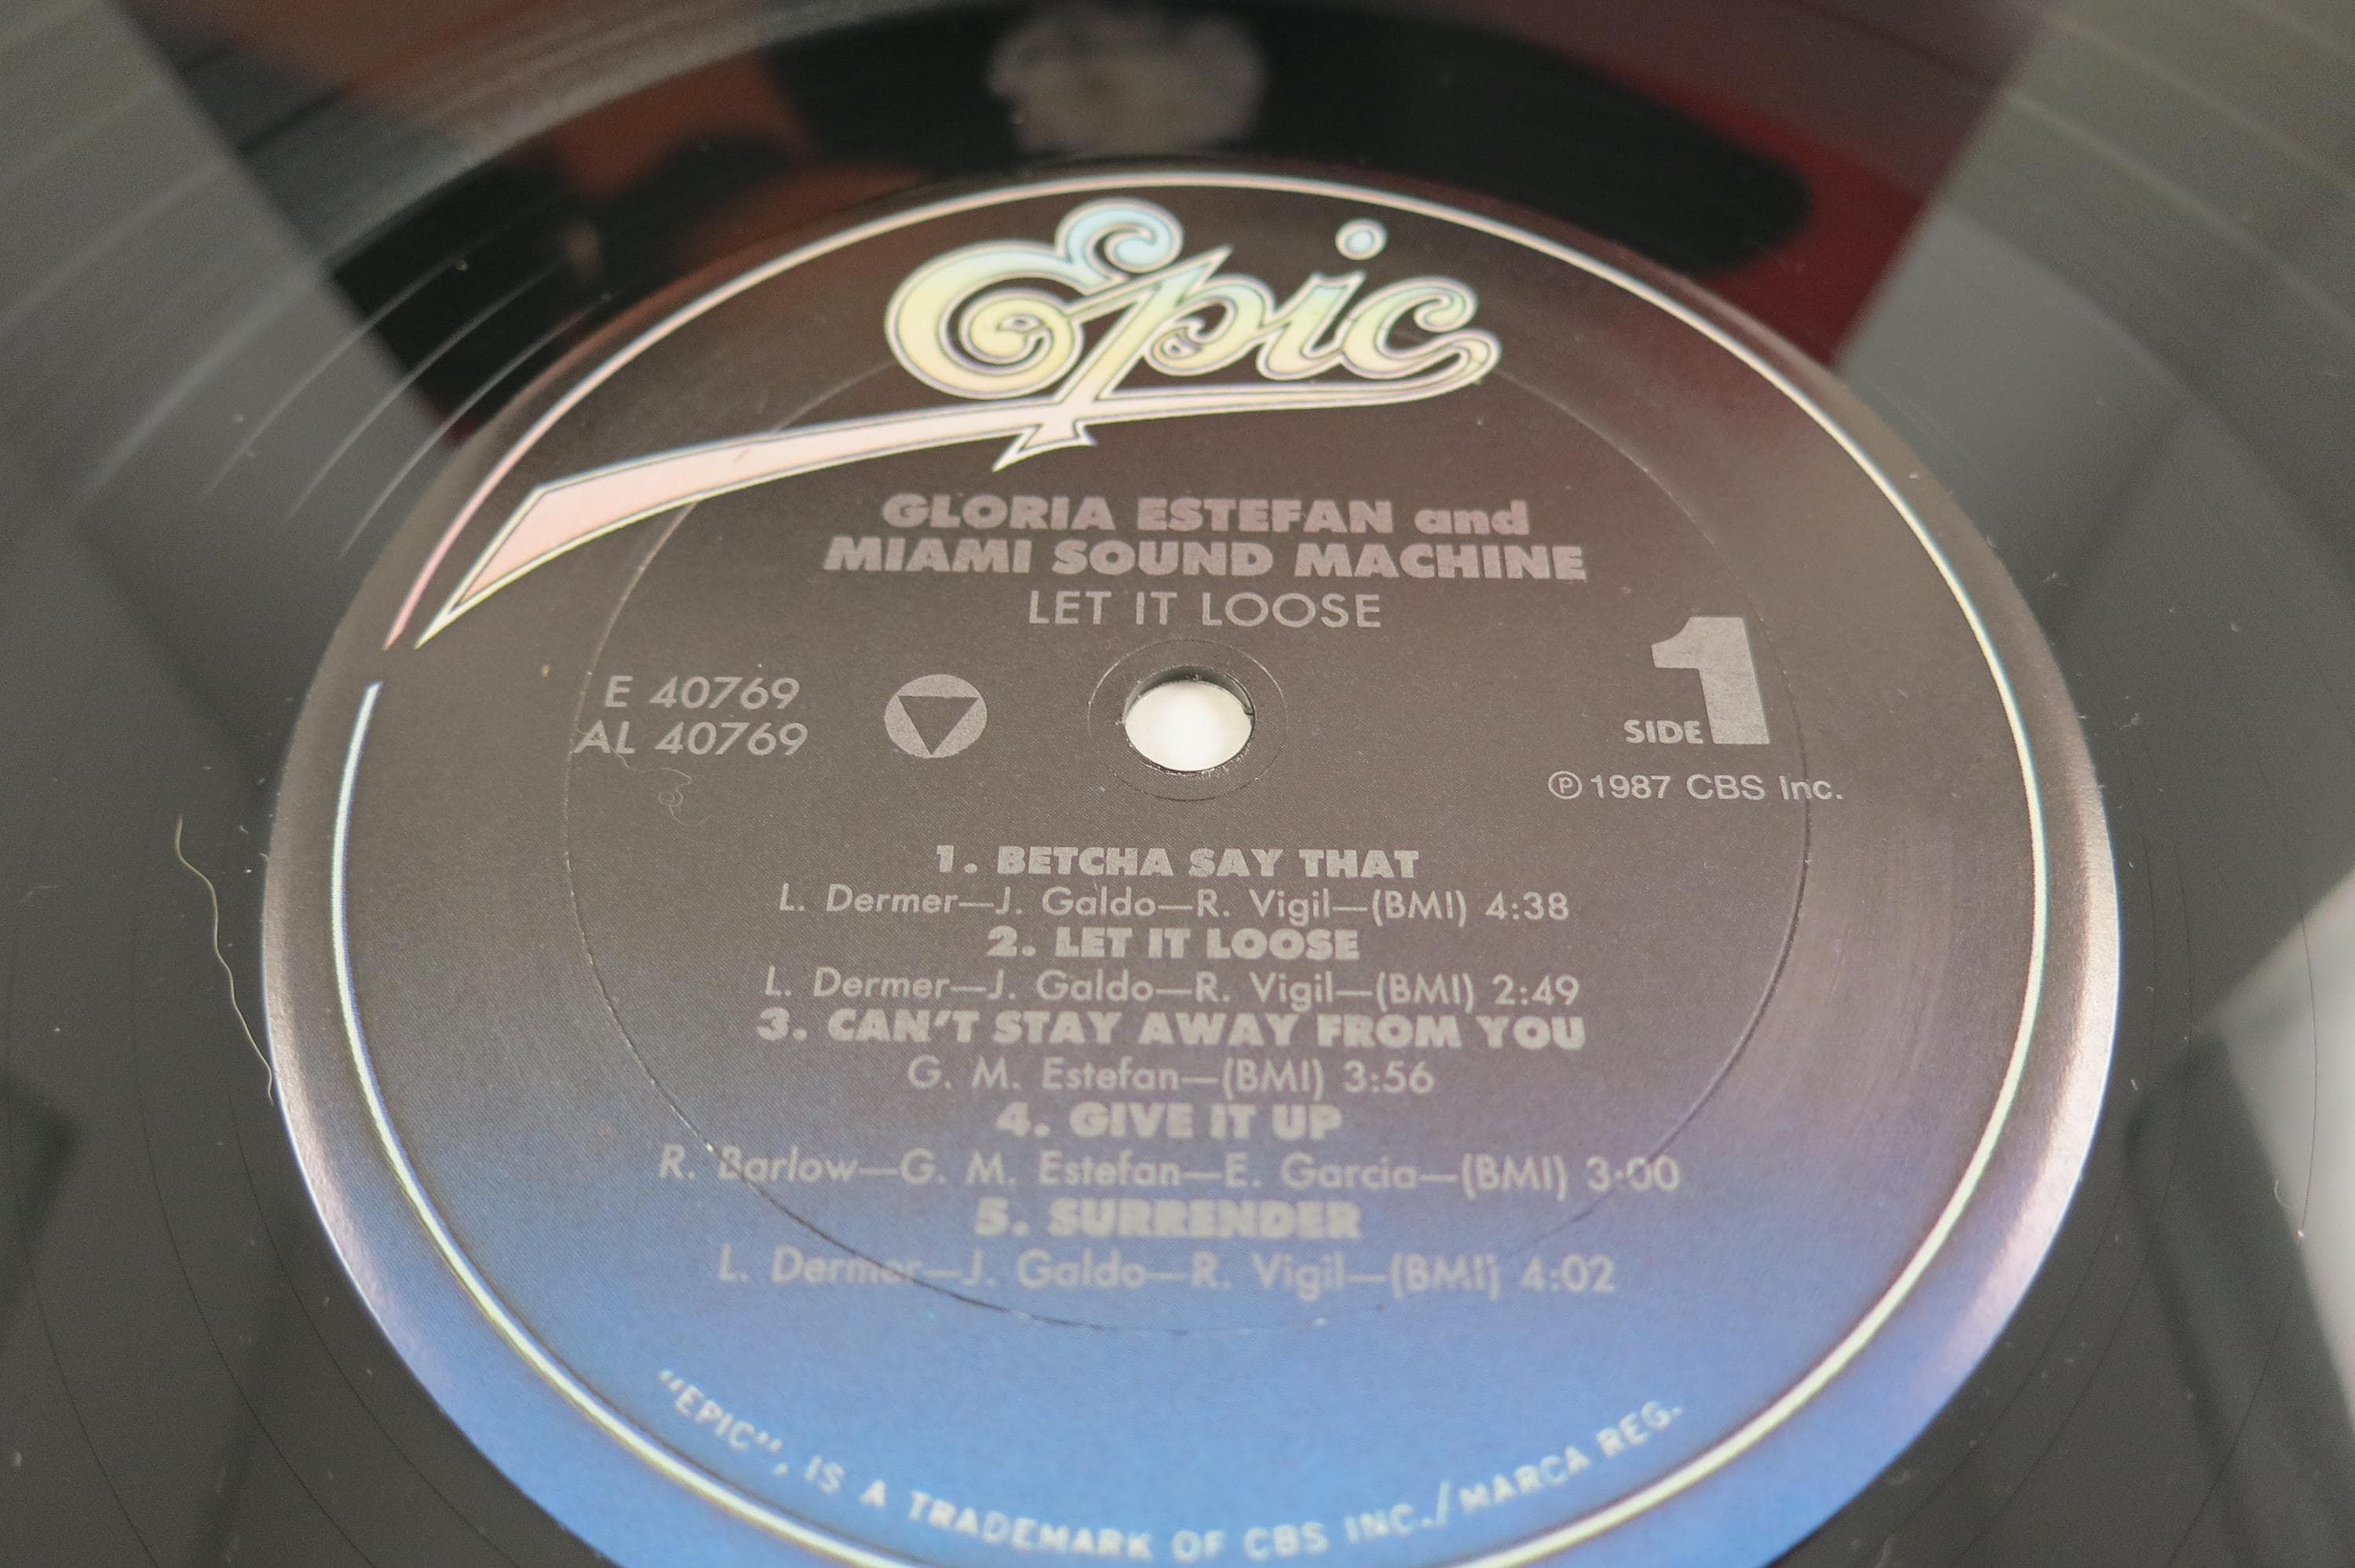 Epic
GLORIA ESTEFAN and
MIAMI SOUND MACHINE
LET IT LOOSE
E 40769
AL 40769
SIDE 1
Ⓟ 1987 CBS Inc.
1. BETCHA SAY THAT
L. Dermer—J. Galdo—R. Vigil—(BMI) 4:38
2. LET IT LOOSE
L. Dermer—J. Galdo—R. Vigil—(BMI) 2:49
3. CAN'T STAY AWAY FROM YOU
G. M. Estefan—(BMI) 3:56
4. GIVE IT UP
R. Barlow—G. M. Estefan—E. Garcia—(BMI) 3:00
5. SURRENDER
L. Dermer—J. Galdo—R. Vigil—(BMI) 4:02
"EPIC", IS A TRADEMARK OF CBS INC./MARCA REG.